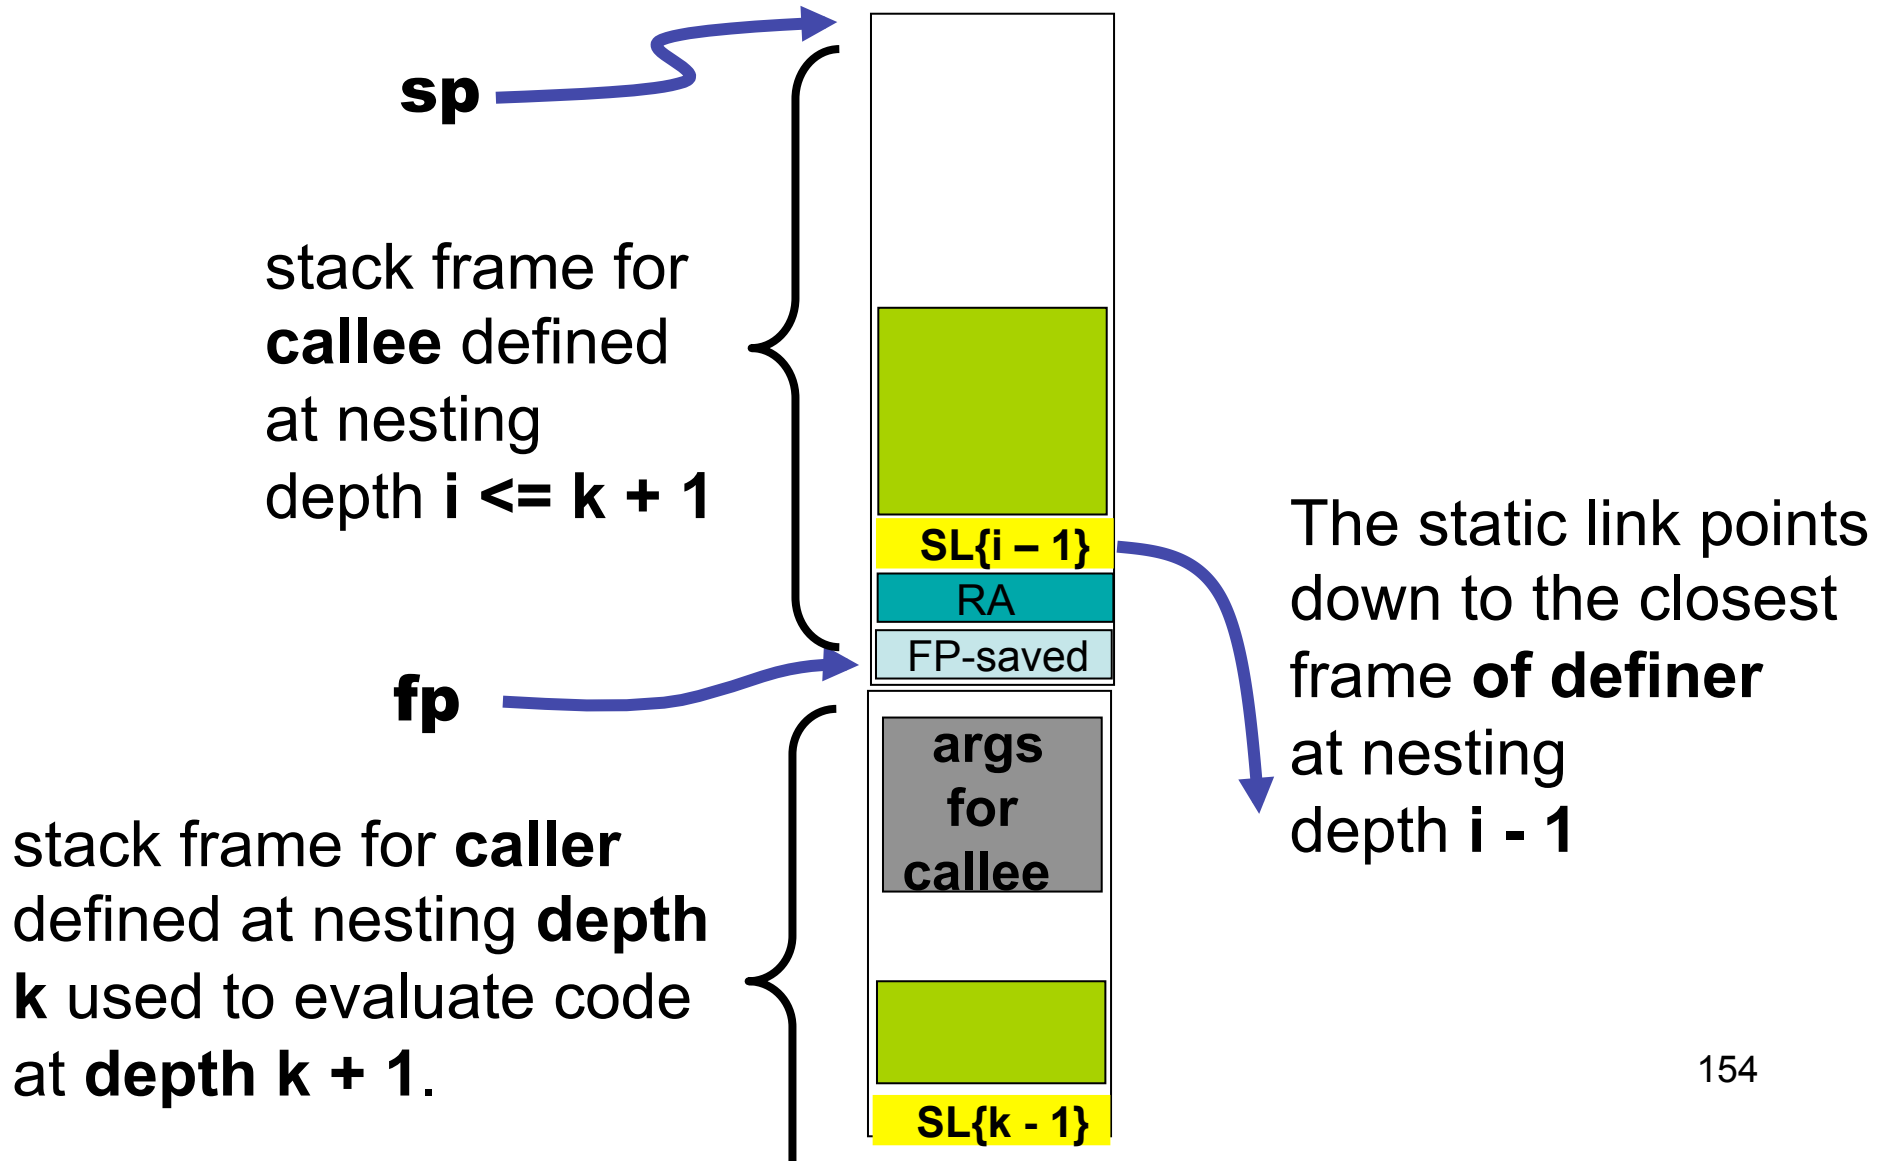 sp
stack frame for
callee defined
at nesting
depth i <= k + 1
SL{i – 1}
RA
FP-saved
fp
The static link points
down to the closest
frame of definer
at nesting
depth i - 1
args
for
callee
stack frame for caller
defined at nesting depth
k used to evaluate code
at depth k + 1.
SL{k - 1}
154